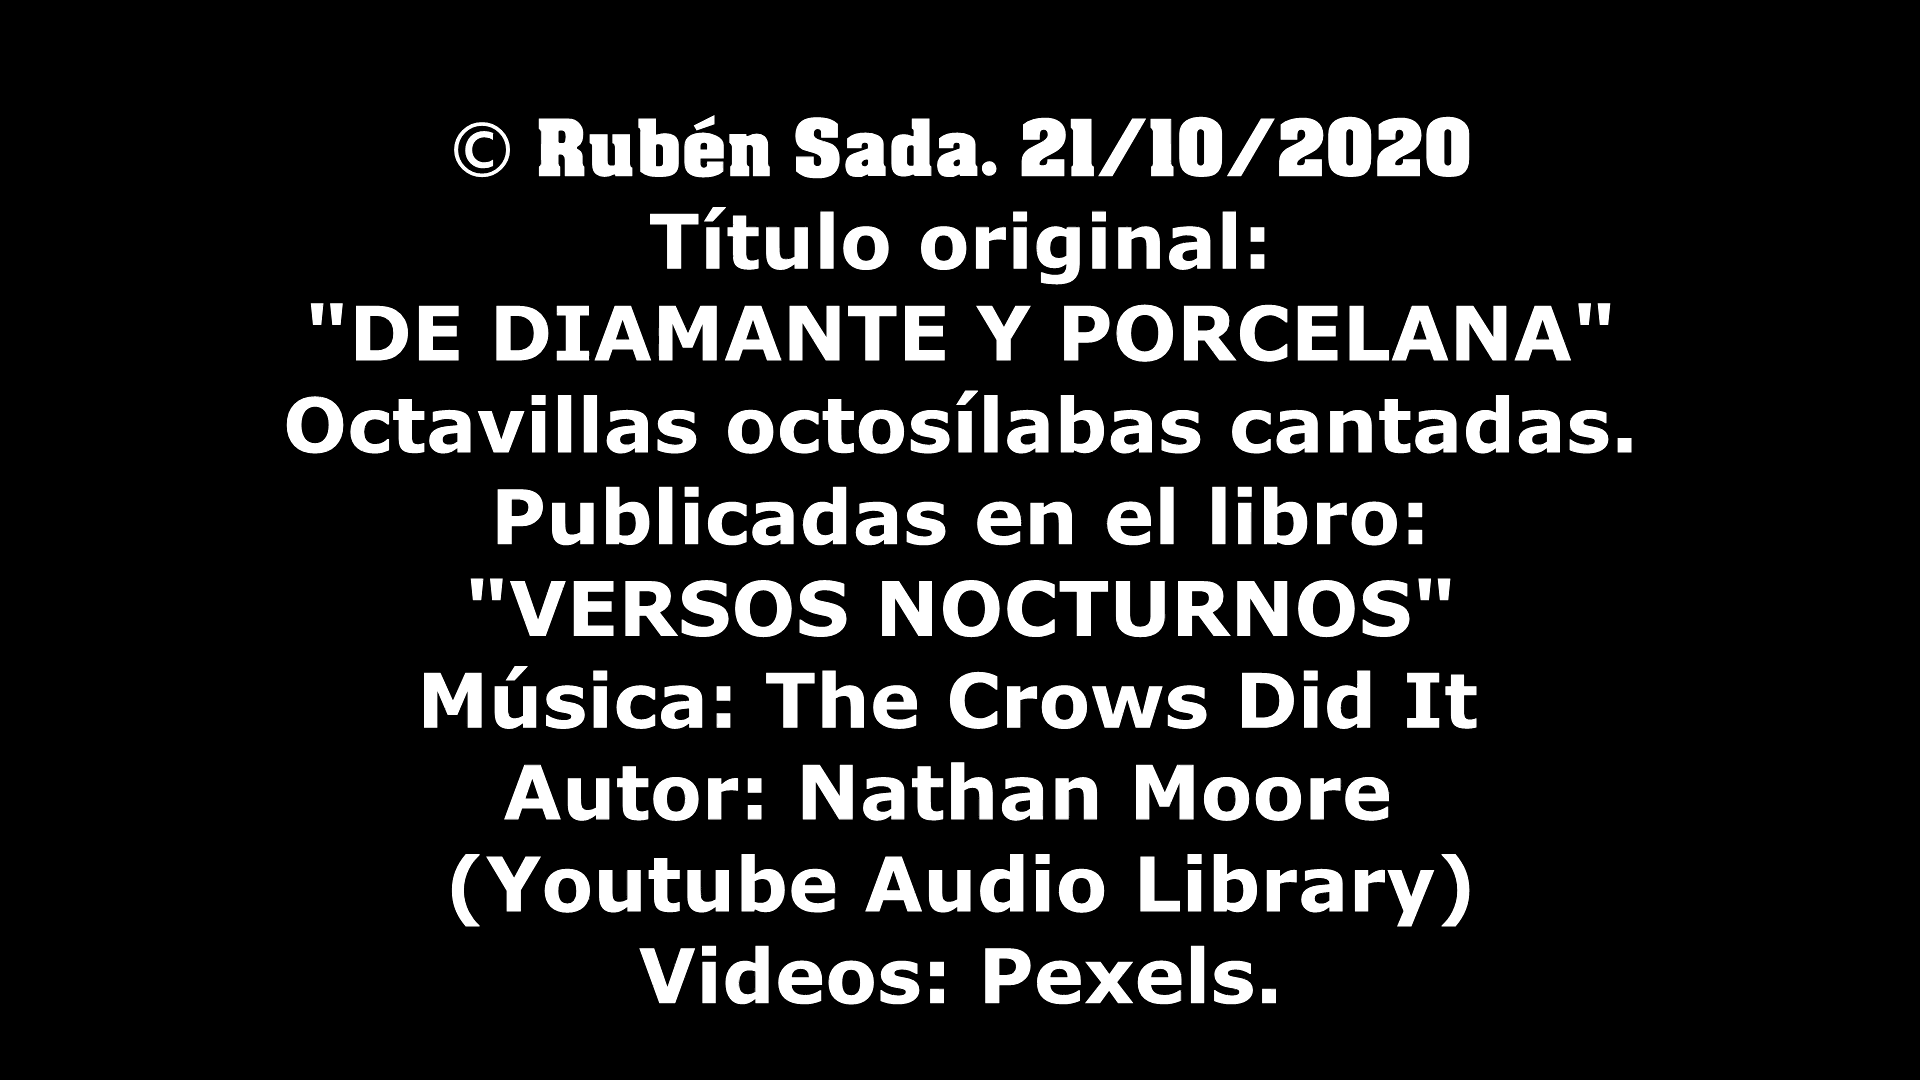 © Rubén Sada. 21/10/2020
Título original:
"DE DIAMANTE Y PORCELANA"
Octavillas octosílabas cantadas.
Publicadas en el libro:
"VERSOS NOCTURNOS"
Música: The Crows Did It
Autor: Nathan Moore
(Youtube Audio Library)
Videos: Pexels.